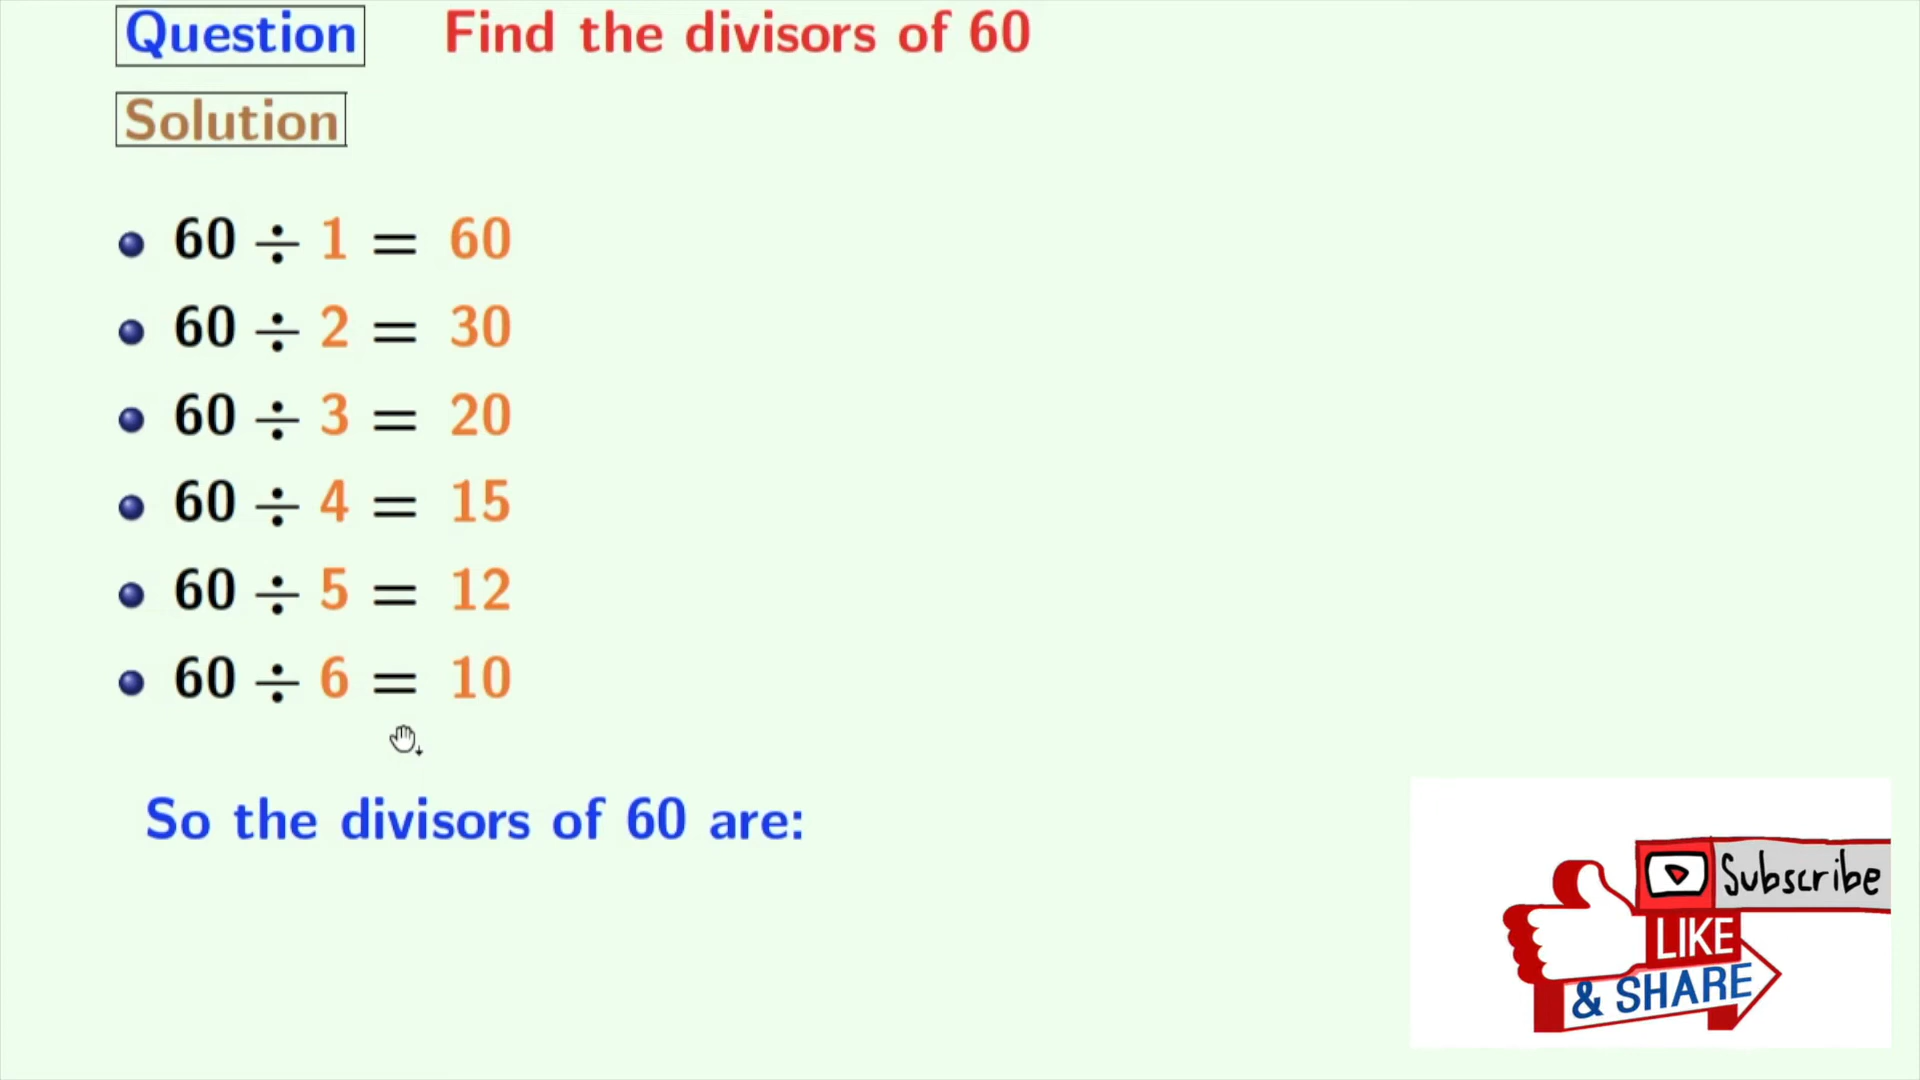 Question Find the divisors of 60
Solution
60 ÷ 1 = 60
60 ÷ 2 = 30
60 ÷ 3 = 20
60 ÷ 4 = 15
60 ÷ 5 = 12
60 ÷ 6 = 10
So the divisors of 60 are:
Subscribe
LIKE
& SHARE